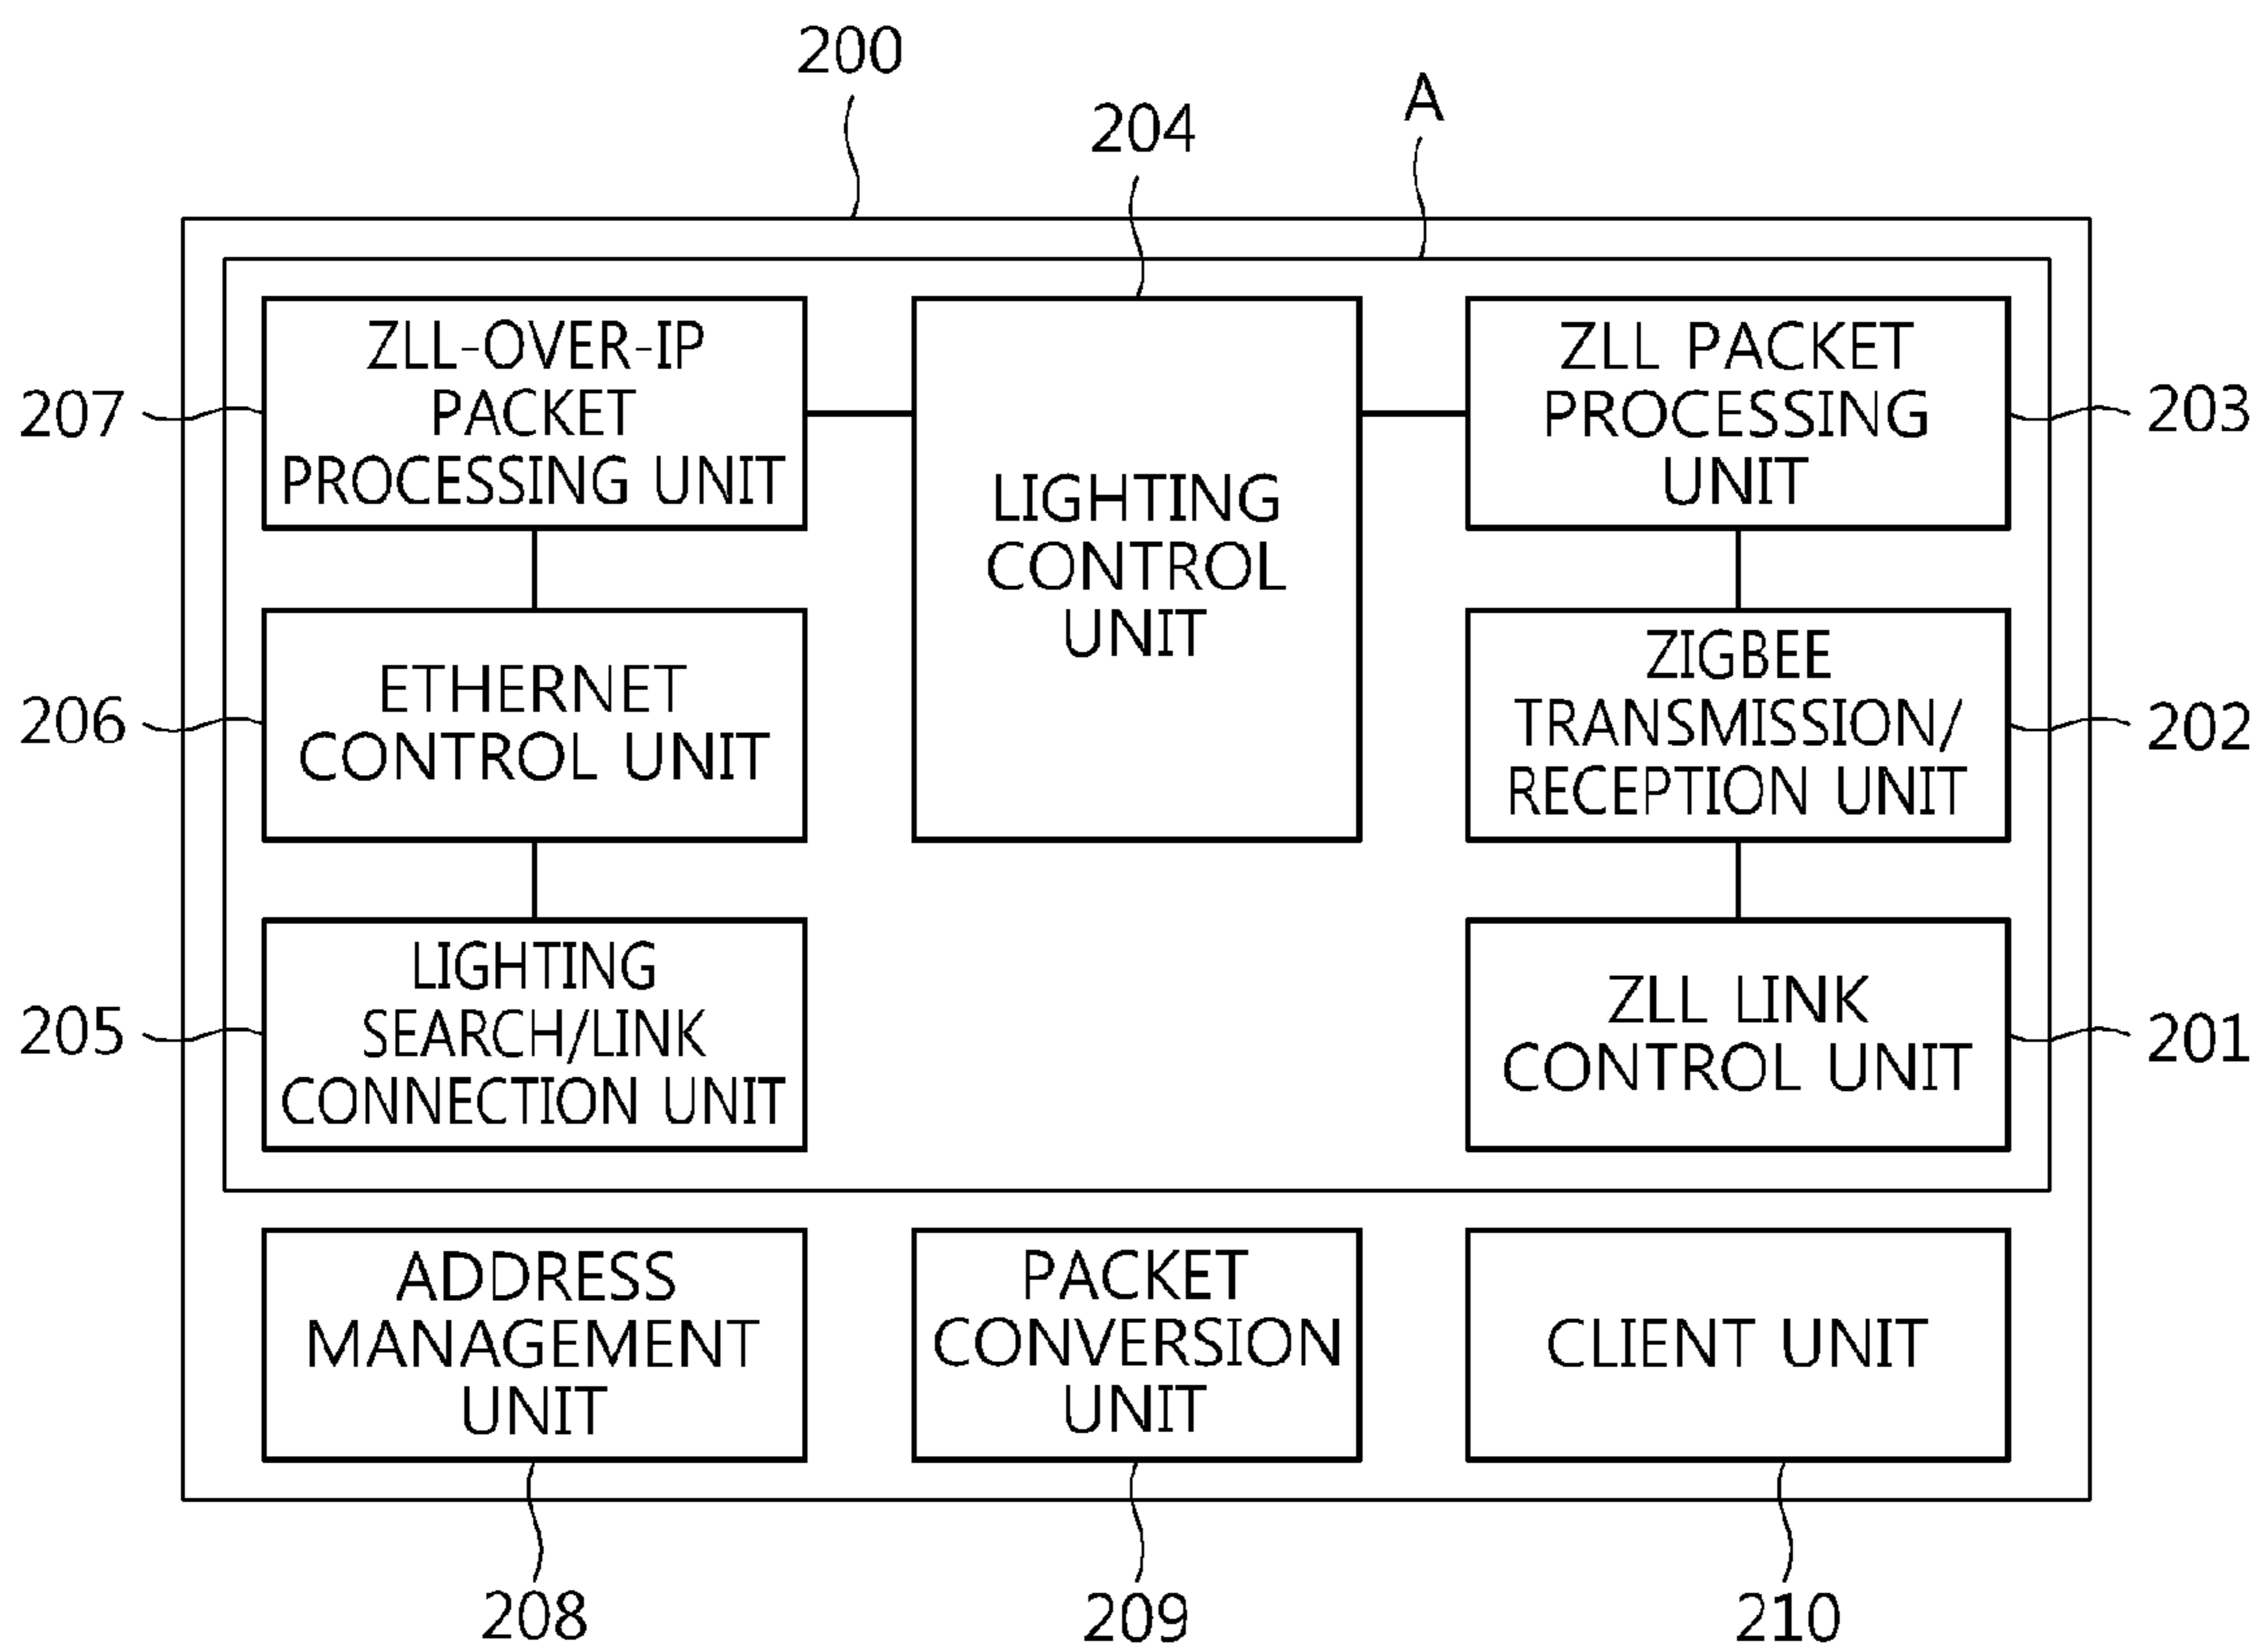 200
A
204
ZLL-OVER-IP
PACKET
PROCESSING UNIT
207
LIGHTING
CONTROL
UNIT
ZLL PACKET
PROCESSING
UNIT
203
ETHERNET
CONTROL UNIT
206
ZIGBEE
TRANSMISSION/
RECEPTION UNIT
202
LIGHTING
SEARCH/LINK
CONNECTION UNIT
205
ZLL LINK
CONTROL UNIT
201
ADDRESS
MANAGEMENT
UNIT
PACKET
CONVERSION
UNIT
CLIENT UNIT
208
209
210